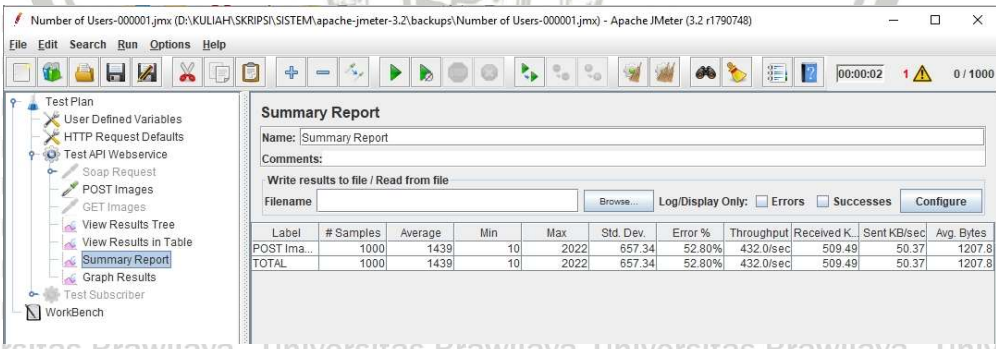 Number of Users-000001.jmx (D:\KULIAH\SKRIPSI\SISTEM\apache-jmeter-3.2\backups\Number of Users-000001.jmx) - Apache JMeter (3.2 r1790748)
File Edit Search Run Options Help
00:00:02 1 0 / 1000
Test Plan
User Defined Variables
HTTP Request Defaults
Test API Webservice
Soap Request
POST Images
GET Images
View Results Tree
View Results in Table
Summary Report
Graph Results
Test Subscriber
WorkBench
Summary Report
Name: Summary Report
Comments:
Write results to file / Read from file
Filename Browse... Log/Display Only: Errors Successes Configure
Label # Samples Average Min Max Std. Dev. Error % Throughput Received K... Sent KB/sec Avg. Bytes
POST Ima... 1000 1439 10 2022 657.34 52.80% 432.0/sec 509.49 50.37 1207.8
TOTAL 1000 1439 10 2022 657.34 52.80% 432.0/sec 509.49 50.37 1207.8